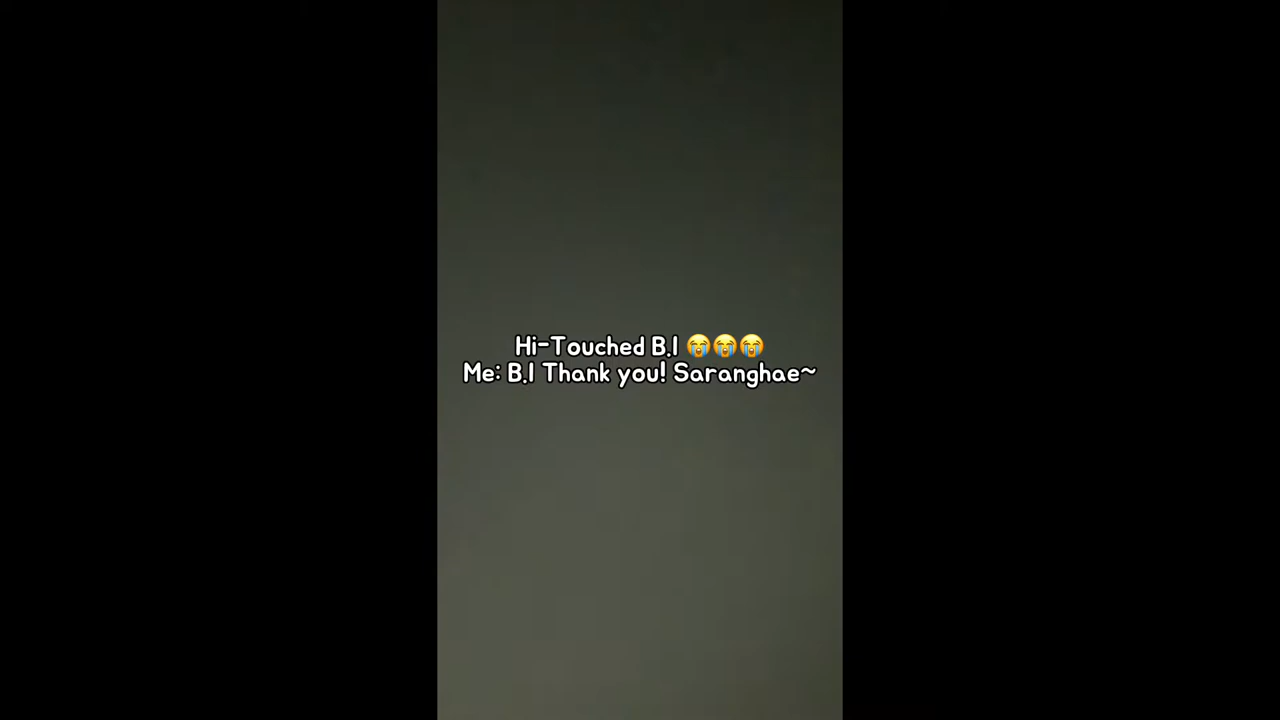 Hi-Touched B.I 😭😭😭
Me: B.I Thank you! Saranghae~